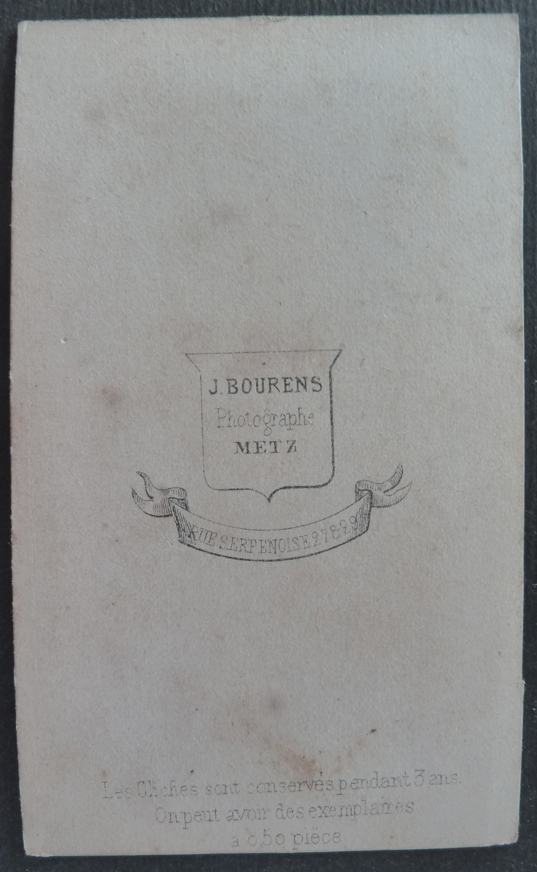 J. BOURENS
Photographe
METZ
RUE SERPENOISE 27 & 29
Les Clichés sont conservés pendant 3 ans.
On peut avoir des exemplaires
à 0,50 pièce